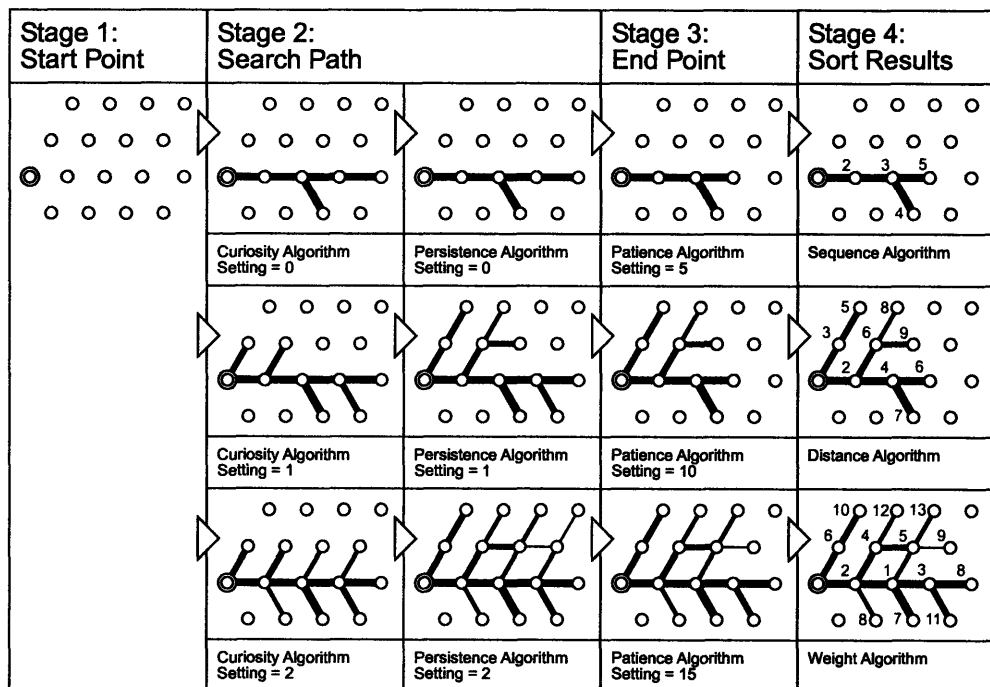 Stage 1:
Start Point
Stage 2:
Search Path
Stage 3:
End Point
Stage 4:
Sort Results
2 3 5
4
Curiosity Algorithm
Setting = 0
Persistence Algorithm
Setting = 0
Patience Algorithm
Setting = 5
Sequence Algorithm
5 8
3 6 9
2 4 6
7
Curiosity Algorithm
Setting = 1
Persistence Algorithm
Setting = 1
Patience Algorithm
Setting = 10
Distance Algorithm
10 12 13
6 4 5 9
2 1 3 8
8 7 11
Curiosity Algorithm
Setting = 2
Persistence Algorithm
Setting = 2
Patience Algorithm
Setting = 15
Weight Algorithm